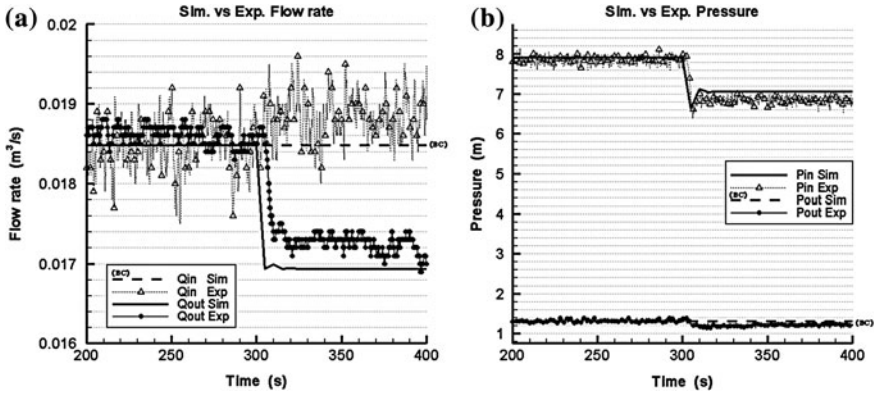 (a)
Sim. vs Exp. Flow rate
0.02
0.019
0.018
0.017
0.016
Flow rate (m³/s)
(BC)
(BC)
Qin Sim
Qin Exp
Qout Sim
Qout Exp
200 250 300 350 400
Time (s)
(b)
Sim. vs Exp. Pressure
8
7
6
5
4
3
2
1
Pressure (m)
Pin Sim
Pin Exp
(BC) Pout Sim
Pout Exp
(BC)
200 250 300 350 400
Time (s)